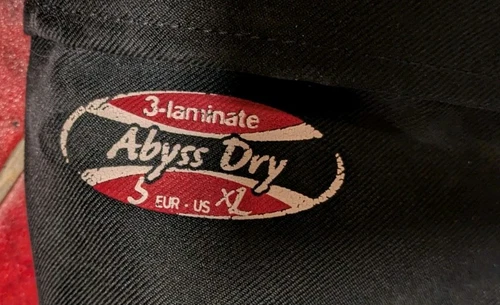 3-laminate
Abyss Dry
5 EUR - US XL